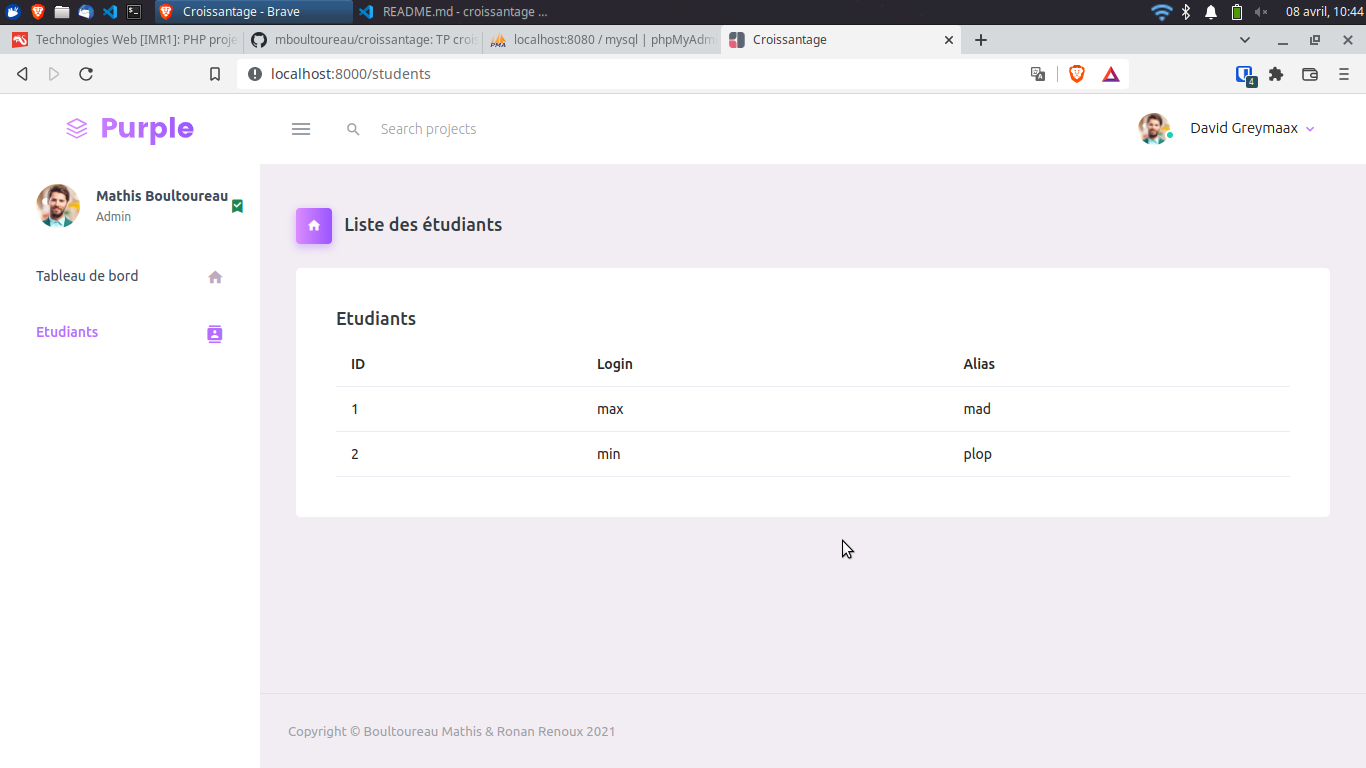 Croissantage - Brave
README.md - croissantage ...
08 avril, 10:44
Technologies Web [IMR1]: PHP proje
mboultoureau/croissantage: TP crois
localhost:8080 / mysql | phpMyAdmi
Croissantage
localhost:8000/students
4
Purple
Search projects
David Greymaax
Mathis Boultoureau
Admin
Liste des étudiants
Tableau de bord
Etudiants
Etudiants
ID Login Alias
1 max mad
2 min plop
Copyright © Boultoureau Mathis & Ronan Renoux 2021